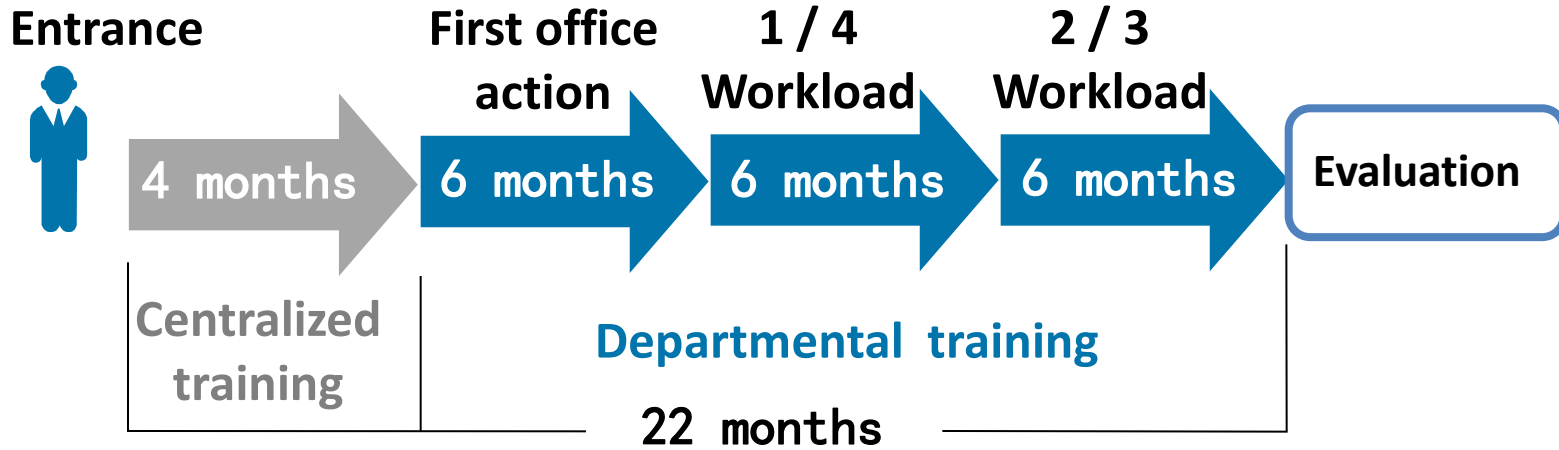 Entrance
First office
action
1 / 4
Workload
2 / 3
Workload
4 months
6 months
6 months
6 months
Evaluation
Centralized
training
Departmental training
22 months